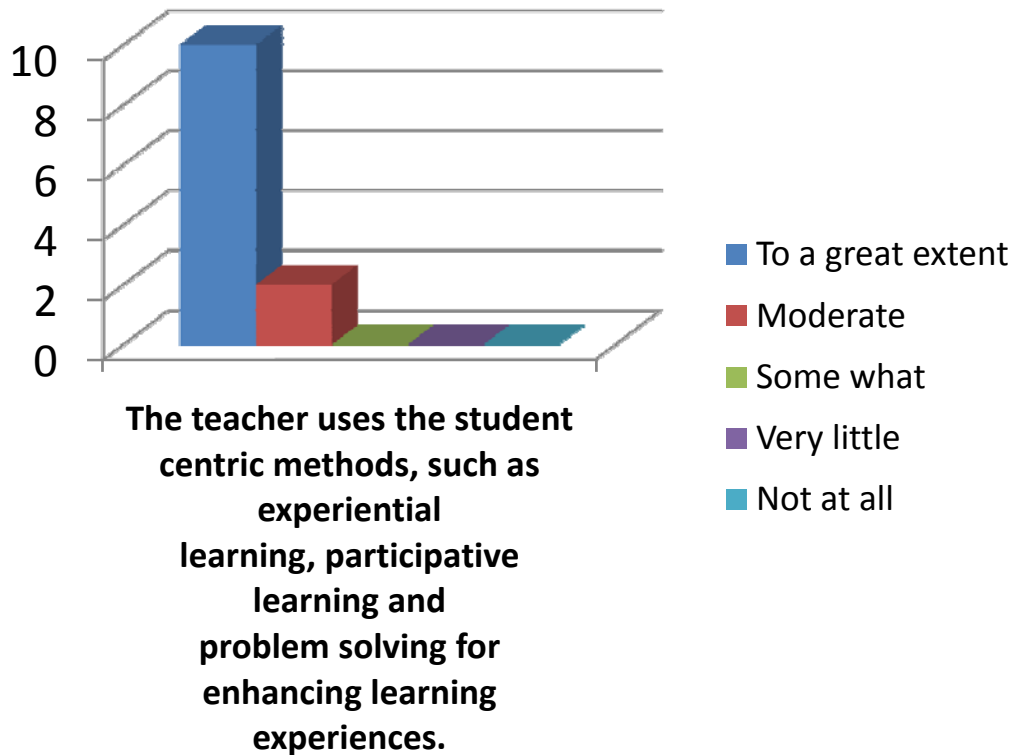 10
8
6
4
2
0
To a great extent
Moderate
Some what
Very little
Not at all
The teacher uses the student
centric methods, such as
experiential
learning, participative
learning and
problem solving for
enhancing learning
experiences.